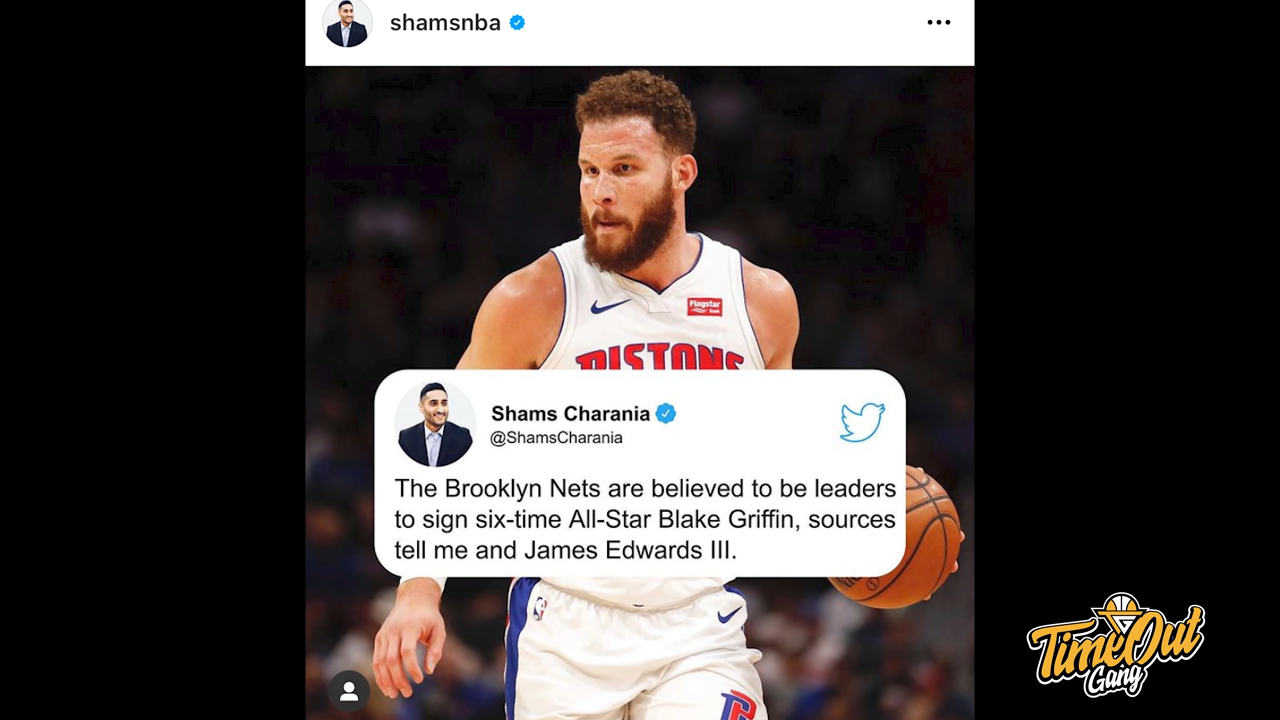 shamsnba
Flagstar
Bank
PISTONS
Shams Charania
@ShamsCharania
The Brooklyn Nets are believed to be leaders
to sign six-time All-Star Blake Griffin, sources
tell me and James Edwards III.
TimeOut
Gang